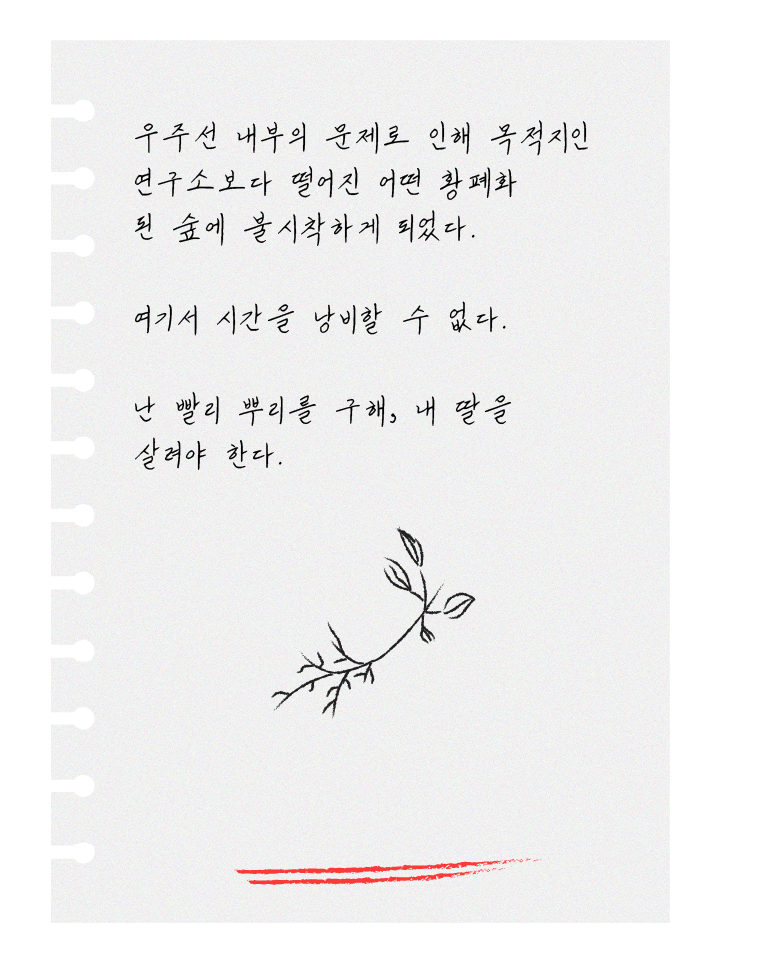 우주선 내부의 문제로 인해 목적지인
연구소보다 떨어진 어떤 황폐화
된 숲에 불시착하게 되었다.
여기서 시간을 낭비할 수 없다.
난 빨리 뿌리를 구해, 내 딸을
살려야 한다.